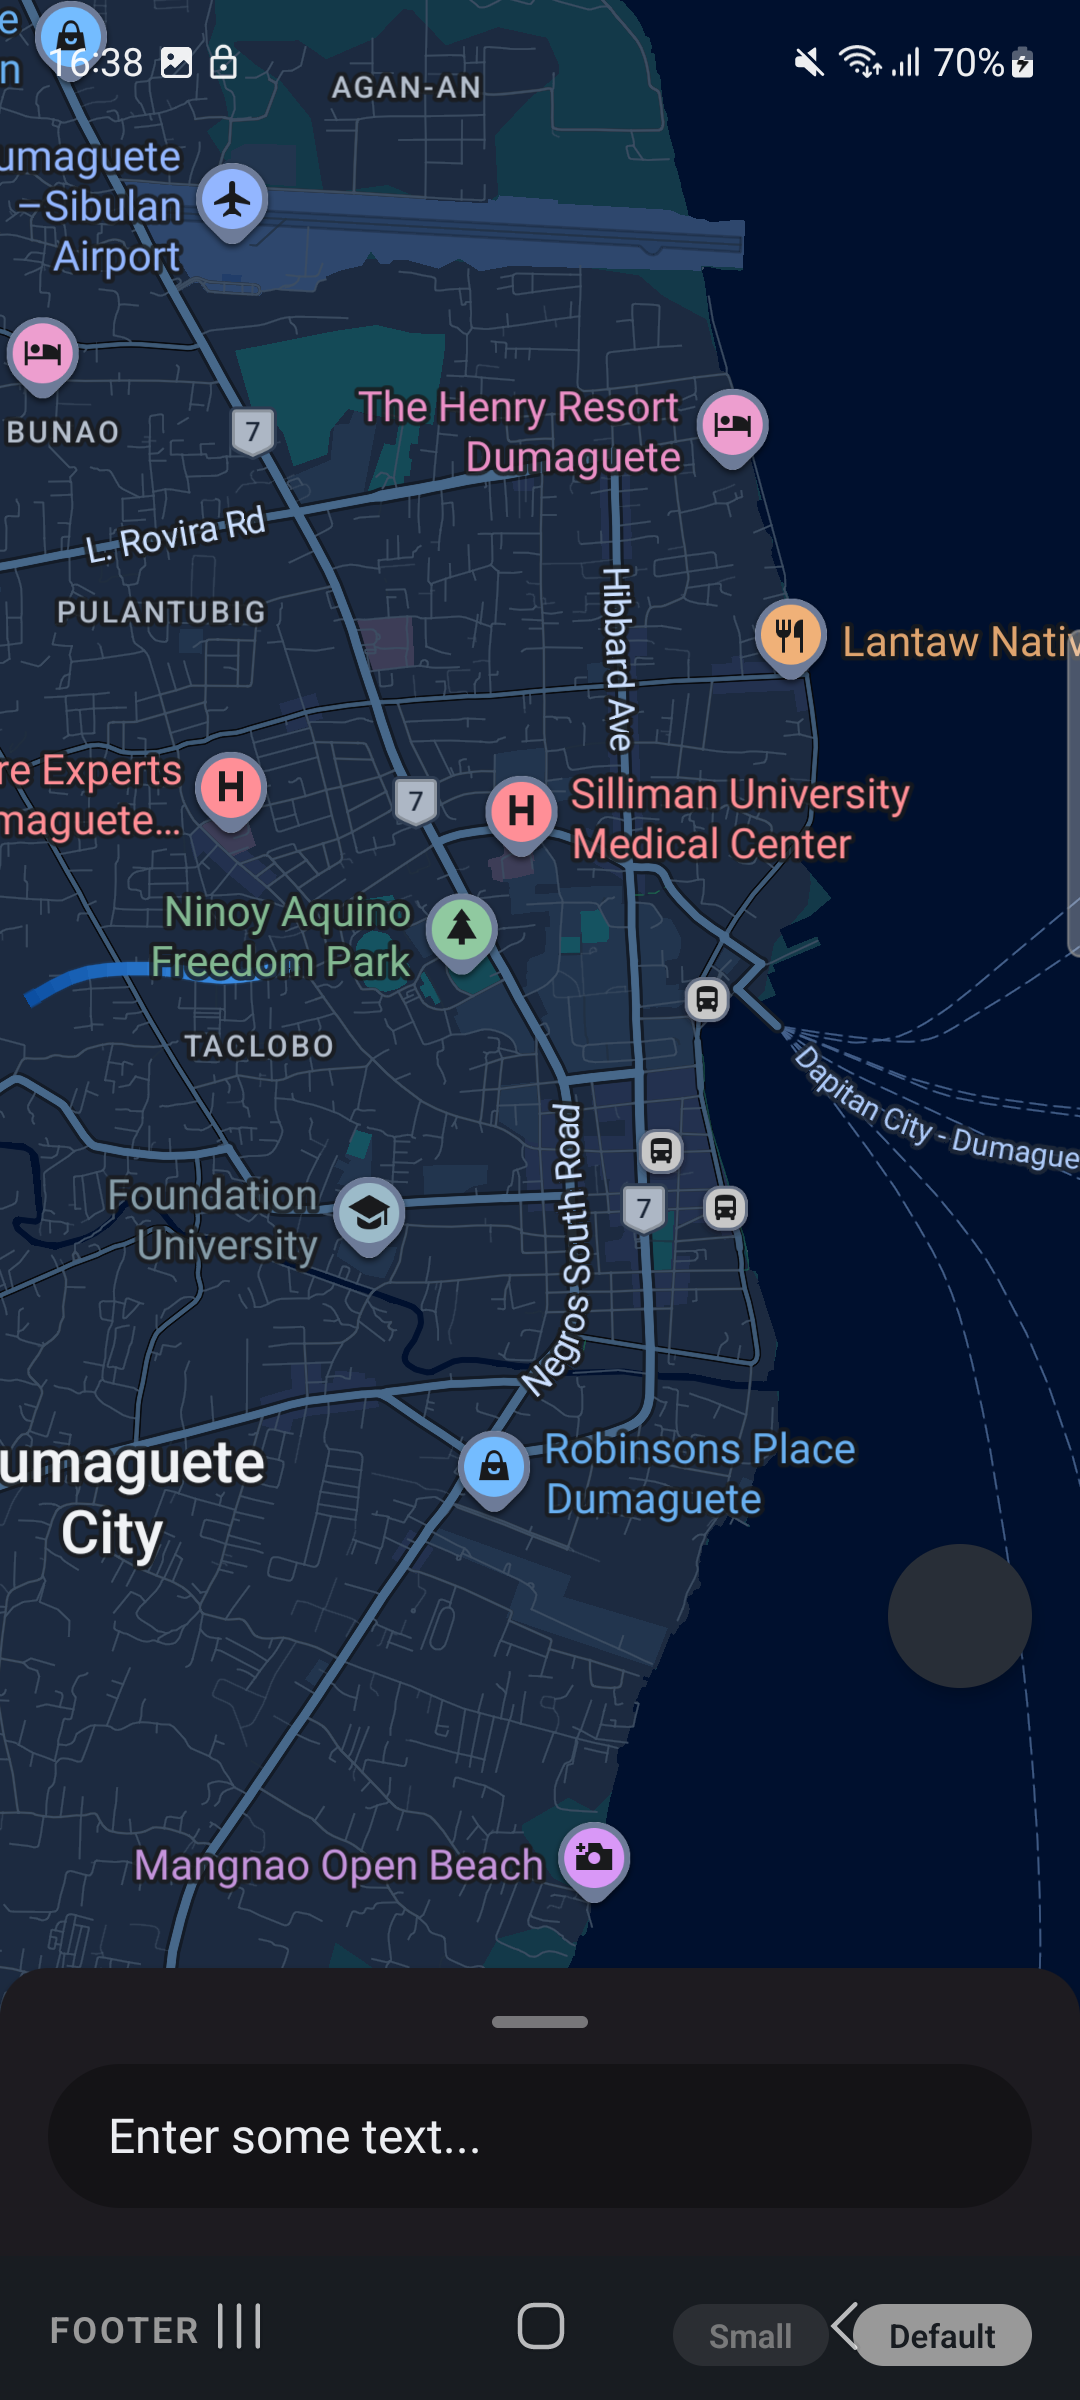 e
n
16:38
70%
AGAN-AN
umaguete
–Sibulan
Airport
The Henry Resort
Dumaguete
BUNAO
7
L. Rovira Rd
PULANTUBIG
Hibbard Ave
Lantaw Nativ
re Experts
maguete...
7
Silliman University
Medical Center
Ninoy Aquino
Freedom Park
TACLOBO
Dapitan City - Dumague
Negros South Road
Foundation
University
7
umaguete
City
Robinsons Place
Dumaguete
Mangnao Open Beach
Enter some text...
FOOTER
Small
Default